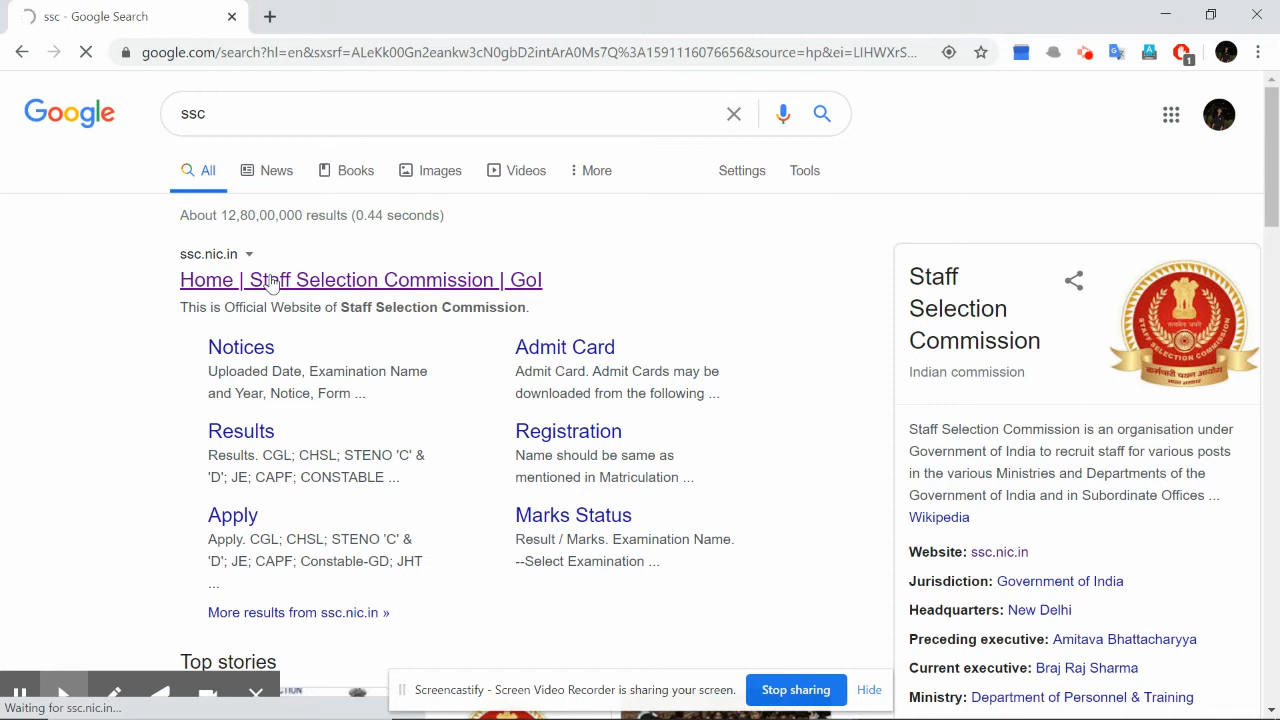 ssc - Google Search
google.com/search?hl=en&sxsrf=ALeKk00Gn2eankw3cN0gbD2intArA0Ms7Q%3A1591116076656&source=hp&ei=LIHWXrS...
1
Google
ssc
All
News
Books
Images
Videos
More
Settings
Tools
About 12,80,00,000 results (0.44 seconds)
ssc.nic.in
Home | Staff Selection Commission | GoI
This is Official Website of Staff Selection Commission.
Notices
Uploaded Date, Examination Name
and Year, Notice, Form ...
Admit Card
Admit Card. Admit Cards may be
downloaded from the following ...
Results
Results. CGL; CHSL; STENO 'C' &
'D'; JE; CAPF; CONSTABLE ...
Registration
Name should be same as
mentioned in Matriculation ...
Apply
Apply. CGL; CHSL; STENO 'C' &
'D'; JE; CAPF; Constable-GD; JHT
...
Marks Status
Result / Marks. Examination Name.
--Select Examination ...
More results from ssc.nic.in »
Top stories
Staff
Selection
Commission
Indian commission
STAFF SELECTION COMMISSION
कर्मचारी चयन आयोग
भारत सरकार
Staff Selection Commission is an organisation under
Government of India to recruit staff for various posts
in the various Ministries and Departments of the
Government of India and in Subordinate Offices ...
Wikipedia
Website: ssc.nic.in
Jurisdiction: Government of India
Headquarters: New Delhi
Preceding executive: Amitava Bhattacharyya
Current executive: Braj Raj Sharma
Ministry: Department of Personnel & Training
Screencastify - Screen Video Recorder is sharing your screen.
Stop sharing
Hide
Waiting for ssc.nic.in...